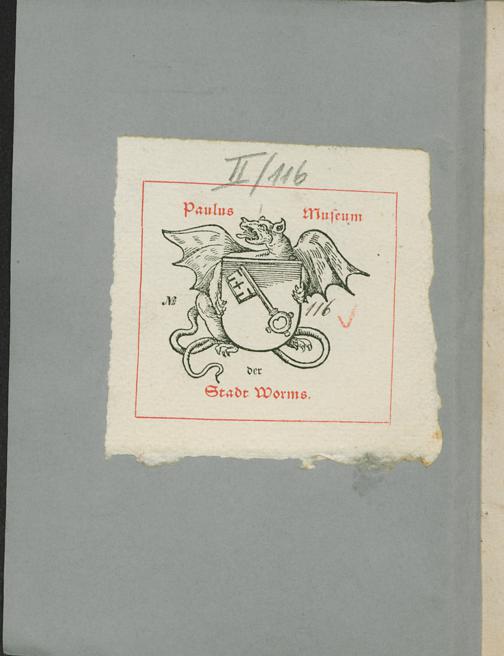 II/116
Paulus Museum
№ 116
der
Stadt Worms.